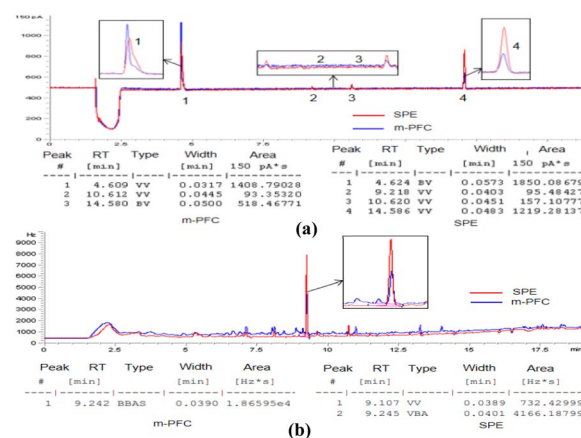 150 pA
1000
800
600
400
200
0
1
2 3
4
1 2 3 4
SPE
m-PFC
0 2.5 5 7.5
Peak RT Type Width Area
# [min] [min] 150 pA*s
1 4.609 VV 0.0317 1408.79028
2 10.612 VV 0.0445 93.35320
3 14.580 BV 0.0500 518.46771
m-PFC
Peak RT Type Width Area
# [min] [min] 150 pA*s
1 4.624 BV 0.0573 1850.08679
2 9.218 VV 0.0403 95.48427
3 10.620 VV 0.0451 157.10777
4 14.586 VV 0.0483 1219.28137
SPE
(a)
Hz
9000
8000
7000
6000
5000
4000
3000
2000
1000
0
SPE
m-PFC
0 2.5 5 7.5 10 12.5 15 17.5
Peak RT Type Width Area
# [min] [min] [Hz*s]
1 9.242 BBAS 0.0390 1.86595e4
m-PFC
Peak RT Type Width Area
# [min] [min] [Hz*s]
1 9.107 VV 0.0389 732.42999
2 9.245 VBA 0.0401 4166.18799
SPE
(b)